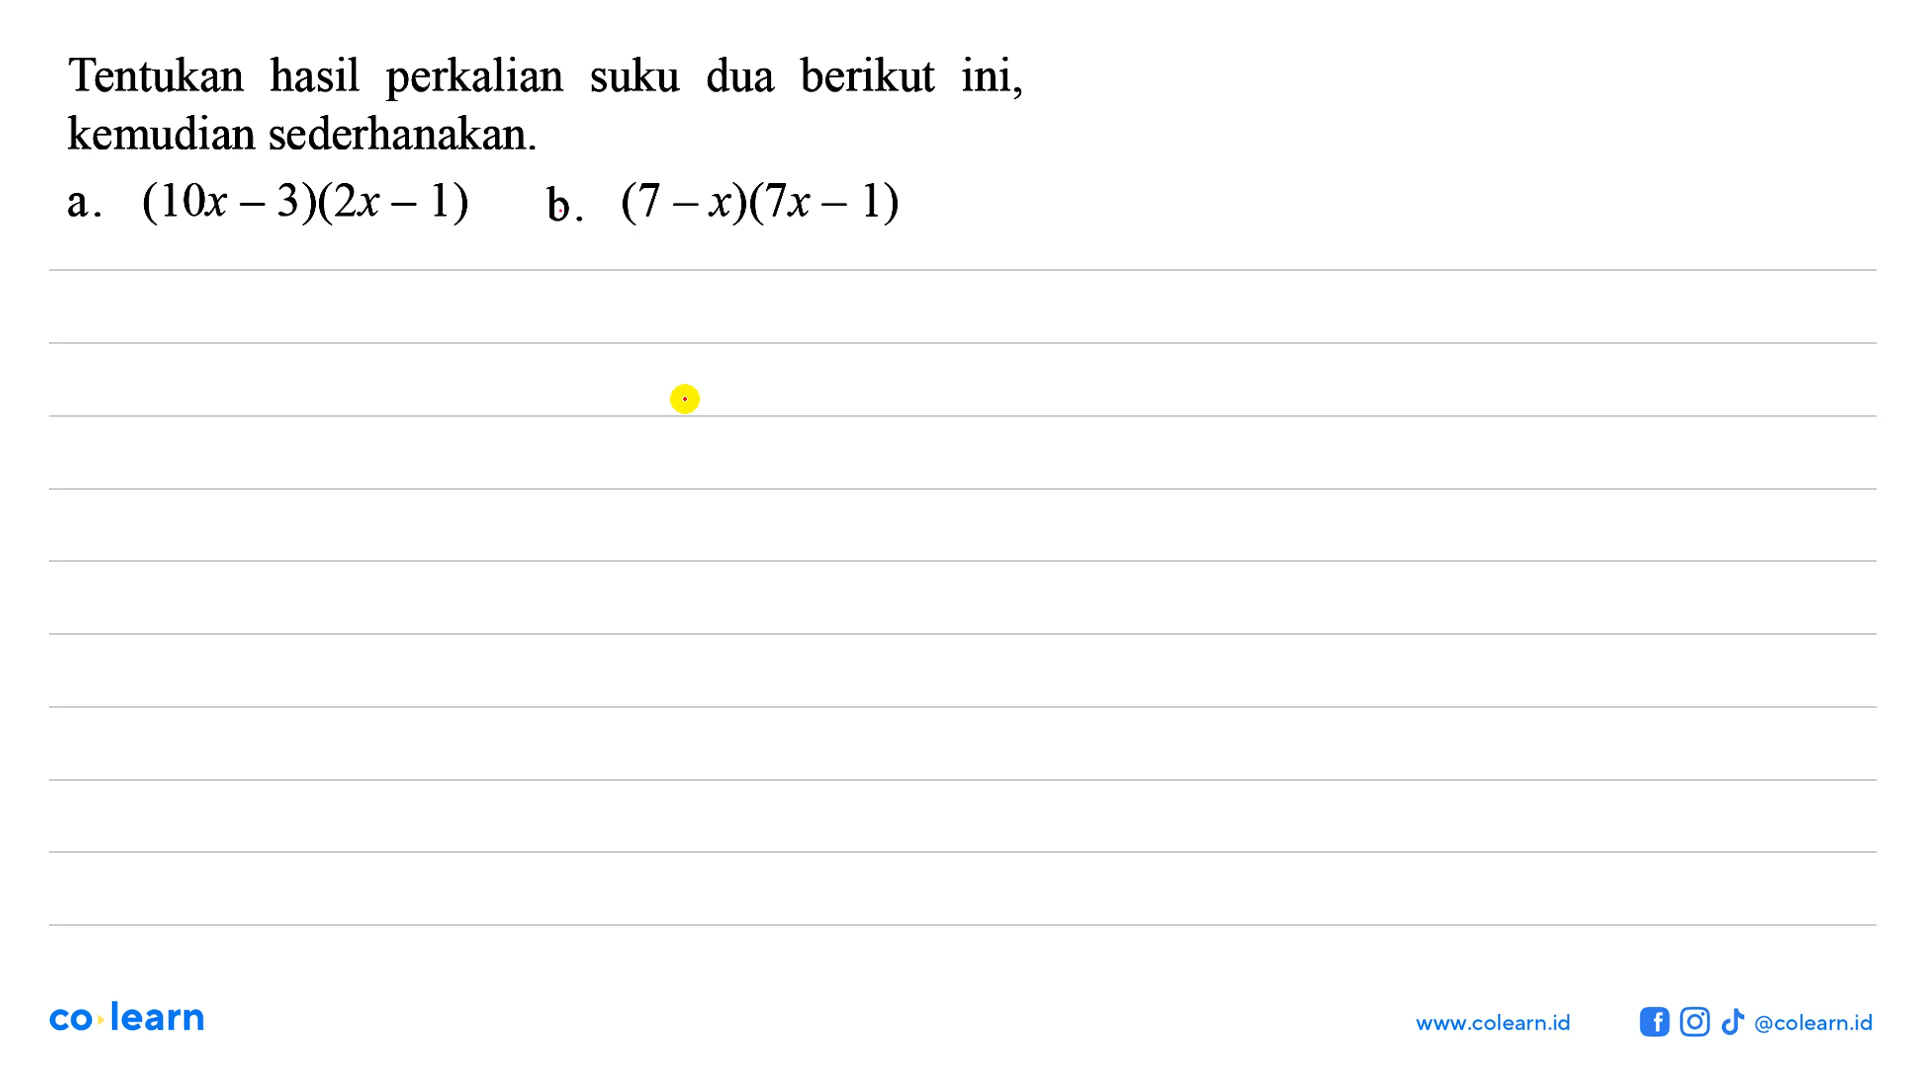 Tentukan hasil perkalian suku dua berikut ini,
kemudian sederhanakan.
a. (10x – 3)(2x – 1) b. (7 – x)(7x – 1)
co learn
www.colearn.id @colearn.id